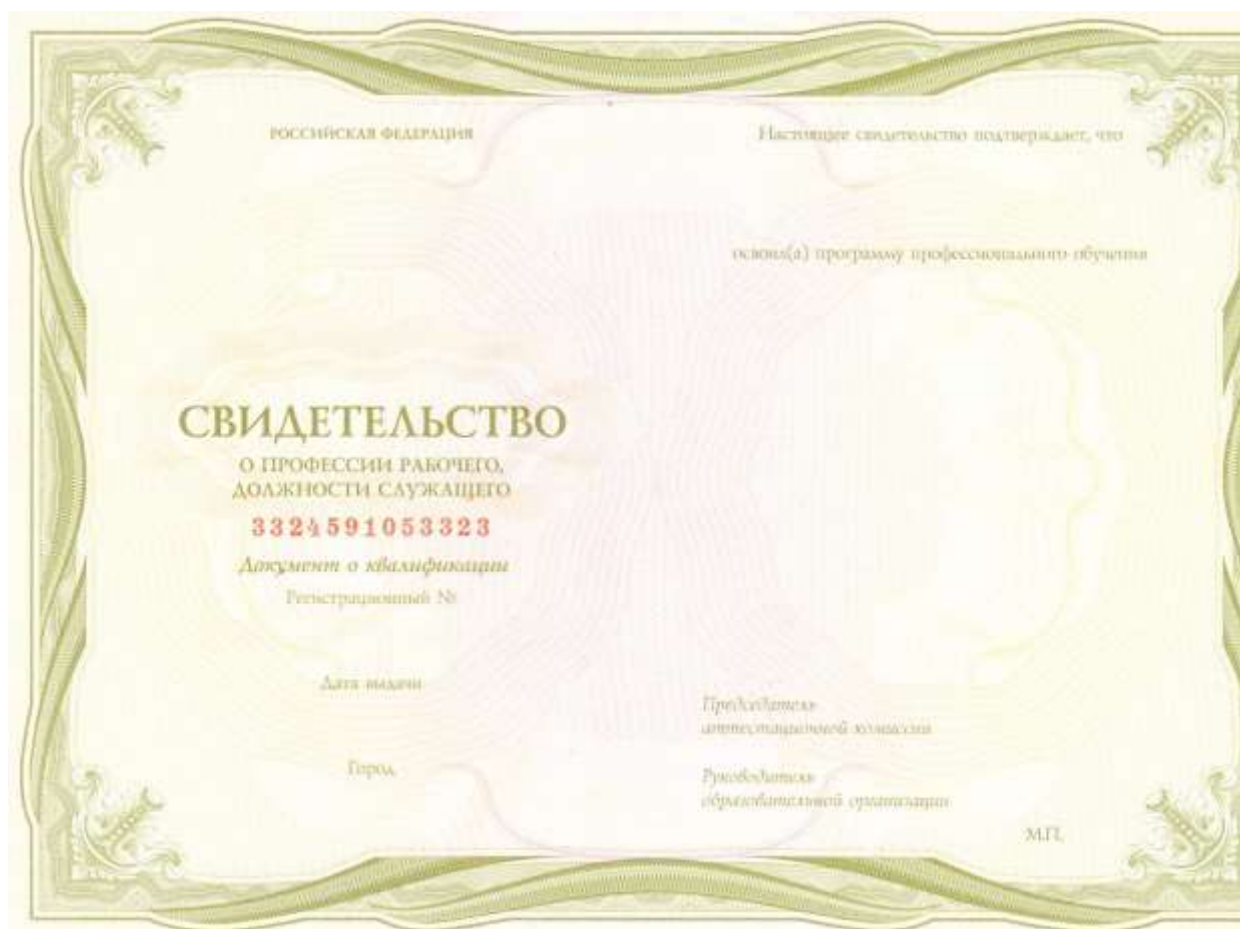 РОССИЙСКАЯ ФЕДЕРАЦИЯ
СВИДЕТЕЛЬСТВО
О ПРОФЕССИИ РАБОЧЕГО,
ДОЛЖНОСТИ СЛУЖАЩЕГО
3324591053323
Документ о квалификации
Регистрационный №
Дата выдачи
Город
Настоящее свидетельство подтверждает, что
освоил(а) программу профессионального обучения
Председатель
аттестационной комиссии
Руководитель
образовательной организации
М.П.